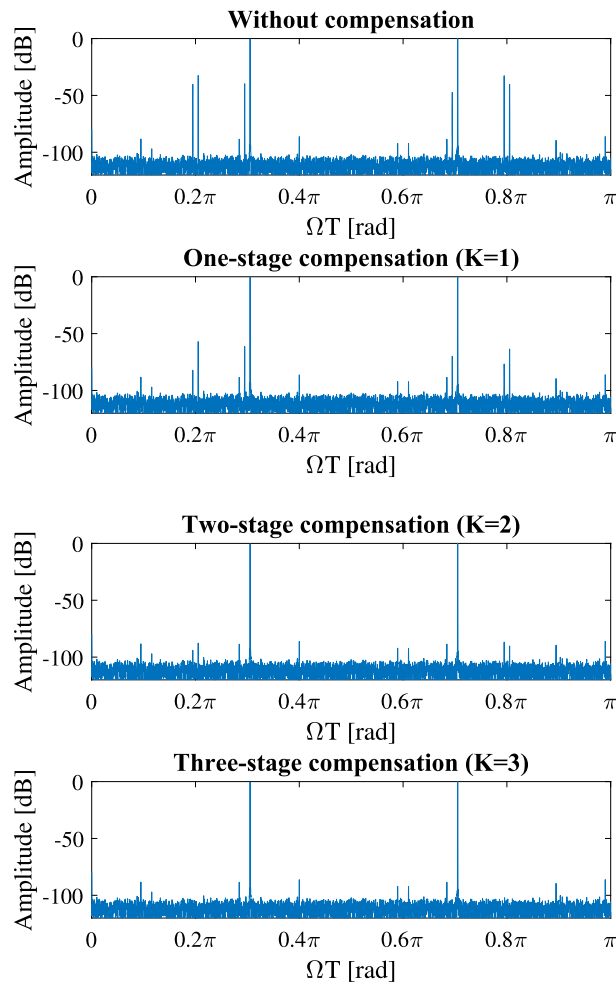 Without compensation
0
-50
-100
Amplitude [dB]
0 0.2π 0.4π 0.6π 0.8π π
ΩT [rad]
One-stage compensation (K=1)
0
-50
-100
Amplitude [dB]
0 0.2π 0.4π 0.6π 0.8π π
ΩT [rad]
Two-stage compensation (K=2)
0
-50
-100
Amplitude [dB]
0 0.2π 0.4π 0.6π 0.8π π
ΩT [rad]
Three-stage compensation (K=3)
0
-50
-100
Amplitude [dB]
0 0.2π 0.4π 0.6π 0.8π π
ΩT [rad]